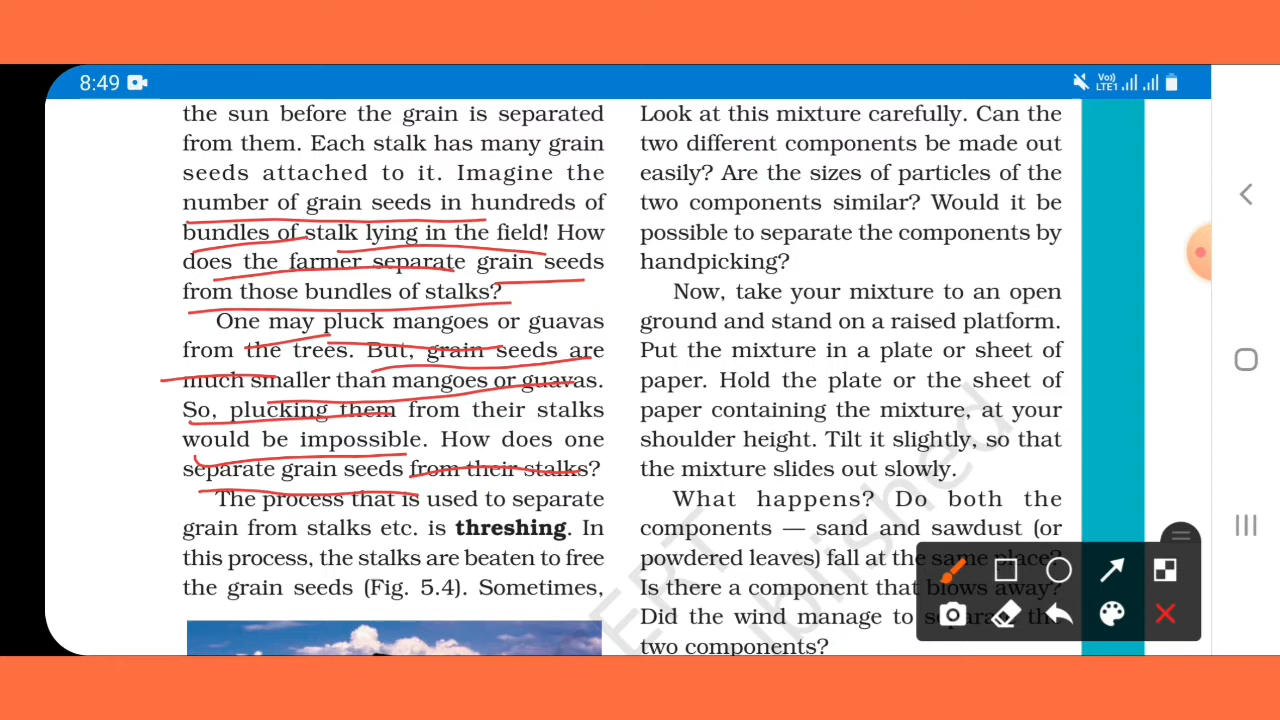 8:49
Vo))
LTE1
the sun before the grain is separated
from them. Each stalk has many grain
seeds attached to it. Imagine the
number of grain seeds in hundreds of
bundles of stalk lying in the field! How
does the farmer separate grain seeds
from those bundles of stalks?
One may pluck mangoes or guavas
from the trees. But, grain seeds are
much smaller than mangoes or guavas.
So, plucking them from their stalks
would be impossible. How does one
separate grain seeds from their stalks?
The process that is used to separate
grain from stalks etc. is threshing. In
this process, the stalks are beaten to free
the grain seeds (Fig. 5.4). Sometimes,
Look at this mixture carefully. Can the
two different components be made out
easily? Are the sizes of particles of the
two components similar? Would it be
possible to separate the components by
handpicking?
Now, take your mixture to an open
ground and stand on a raised platform.
Put the mixture in a plate or sheet of
paper. Hold the plate or the sheet of
paper containing the mixture, at your
shoulder height. Tilt it slightly, so that
the mixture slides out slowly.
What happens? Do both the
components — sand and sawdust (or
powdered leaves) fall at the same place?
Is there a component that blows away?
Did the wind manage to separate the
two components?
ERT
blished